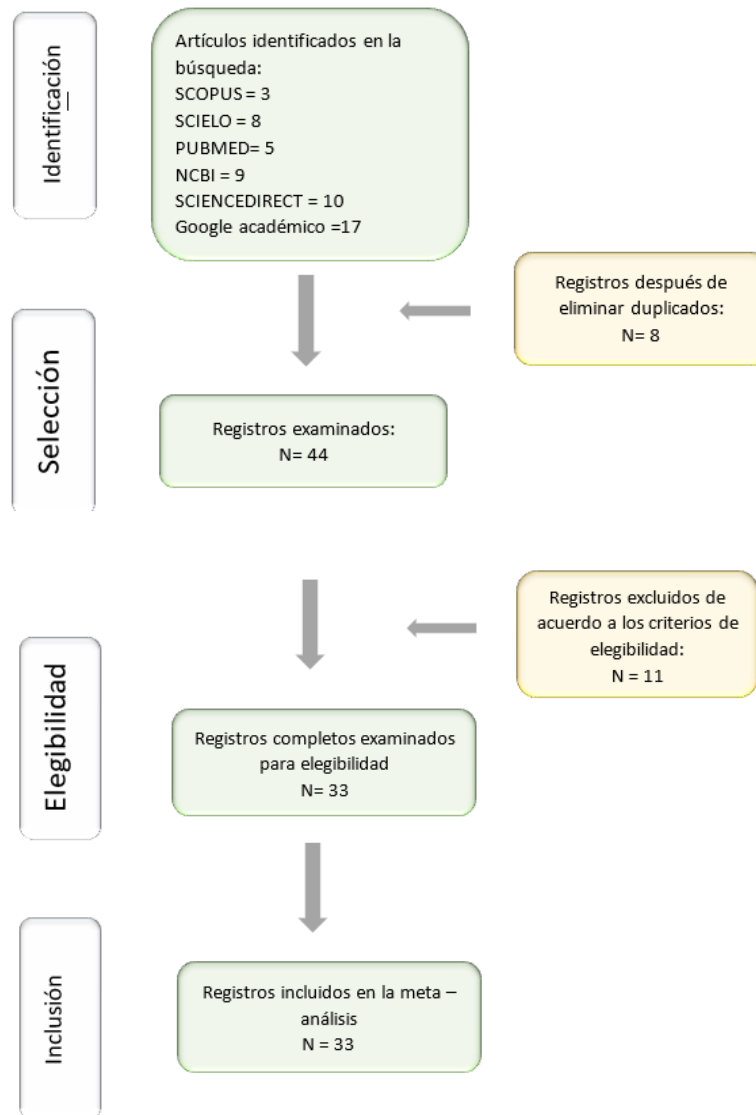 Identificación
Artículos identificados en la
búsqueda:
SCOPUS = 3
SCIELO = 8
PUBMED= 5
NCBI = 9
SCIENCEDIRECT = 10
Google académico =17
Registros después de
eliminar duplicados:
N= 8
Selección
Registros examinados:
N= 44
Registros excluidos de
acuerdo a los criterios de
elegibilidad:
N = 11
Elegibilidad
Registros completos examinados
para elegibilidad
N= 33
Inclusión
Registros incluidos en la meta –
análisis
N = 33